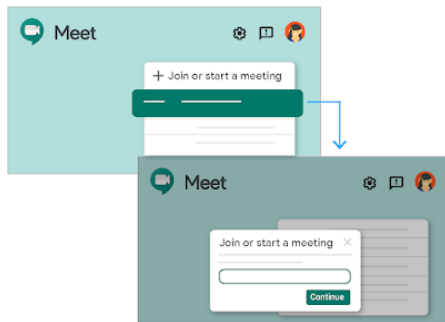 Meet
+ Join or start a meeting
Meet
Join or start a meeting
Continue